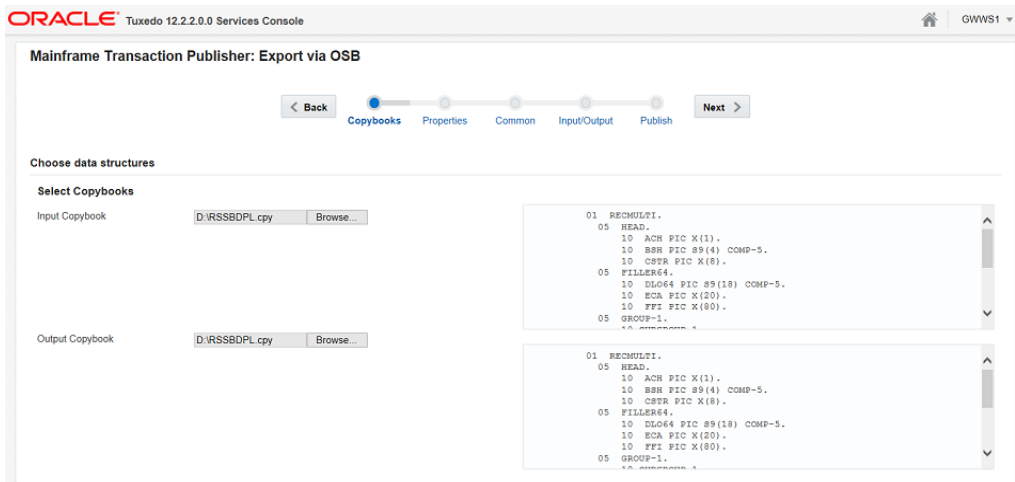 ORACLE® Tuxedo 12.2.2.0.0 Services Console GWWS1
Mainframe Transaction Publisher: Export via OSB
Back Next
Copybooks Properties Common Input/Output Publish
Choose data structures
Select Copybooks
Input Copybook D:\RSSBDPL.cpy Browse...
01 RECMULTI.
05 HEAD.
10 ACH PIC X(1).
10 BSH PIC S9(4) COMP-5.
10 CSTR PIC X(8).
05 FILLER64.
10 DLO64 PIC S9(18) COMP-5.
10 ECA PIC X(20).
10 FFI PIC X(80).
05 GROUP-1.
10 SUBGROUP-1
Output Copybook D:\RSSBDPL.cpy Browse...
01 RECMULTI.
05 HEAD.
10 ACH PIC X(1).
10 BSH PIC S9(4) COMP-5.
10 CSTR PIC X(8).
05 FILLER64.
10 DLO64 PIC S9(18) COMP-5.
10 ECA PIC X(20).
10 FFI PIC X(80).
05 GROUP-1.
10 SUBGROUP-1